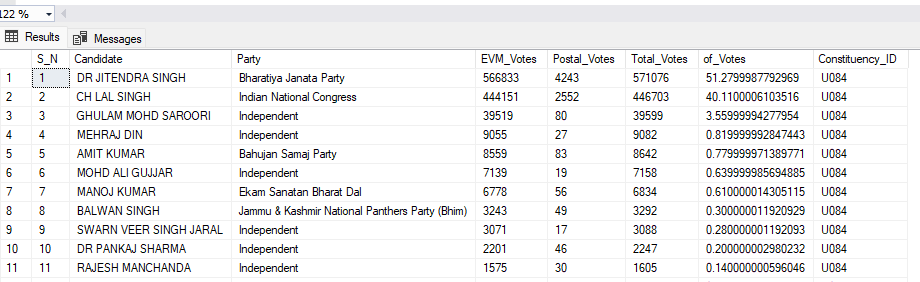 122 %
Results Messages
S_N Candidate Party EVM_Votes Postal_Votes Total_Votes of_Votes Constituency_ID
1 1 DR JITENDRA SINGH Bharatiya Janata Party 566833 4243 571076 51.2799987792969 U084
2 2 CH LAL SINGH Indian National Congress 444151 2552 446703 40.1100006103516 U084
3 3 GHULAM MOHD SAROORI Independent 39519 80 39599 3.55999994277954 U084
4 4 MEHRAJ DIN Independent 9055 27 9082 0.819999992847443 U084
5 5 AMIT KUMAR Bahujan Samaj Party 8559 83 8642 0.779999971389771 U084
6 6 MOHD ALI GUJJAR Independent 7139 19 7158 0.639999985694885 U084
7 7 MANOJ KUMAR Ekam Sanatan Bharat Dal 6778 56 6834 0.610000014305115 U084
8 8 BALWAN SINGH Jammu & Kashmir National Panthers Party (Bhim) 3243 49 3292 0.300000011920929 U084
9 9 SWARN VEER SINGH JARAL Independent 3071 17 3088 0.280000001192093 U084
10 10 DR PANKAJ SHARMA Independent 2201 46 2247 0.200000002980232 U084
11 11 RAJESH MANCHANDA Independent 1575 30 1605 0.140000000596046 U084